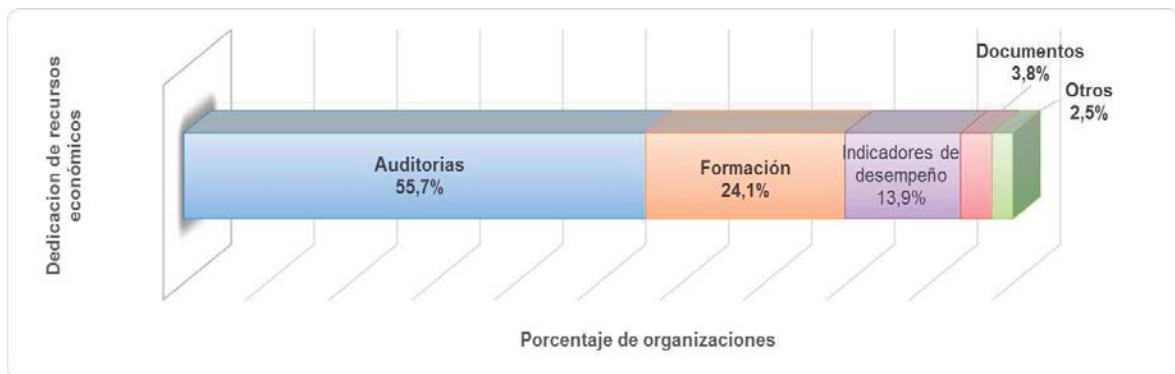 Dedicacion de recursos
económicos
Auditorias
55,7%
Formación
24,1%
Indicadores de
desempeño
13,9%
Documentos
3,8%
Otros
2,5%
Porcentaje de organizaciones